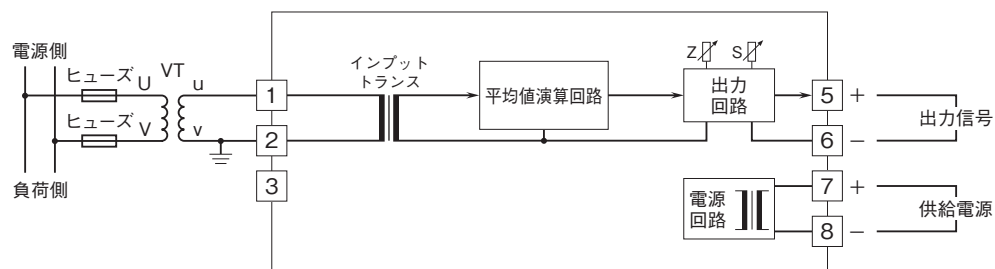 電源側
ヒューズ
U
VT
u
ヒューズ
V
v
負荷側
1
2
3
インプット
トランス
平均値演算回路
Z
S
出力
回路
5
+
6
−
出力信号
電源
回路
7
+
8
−
供給電源